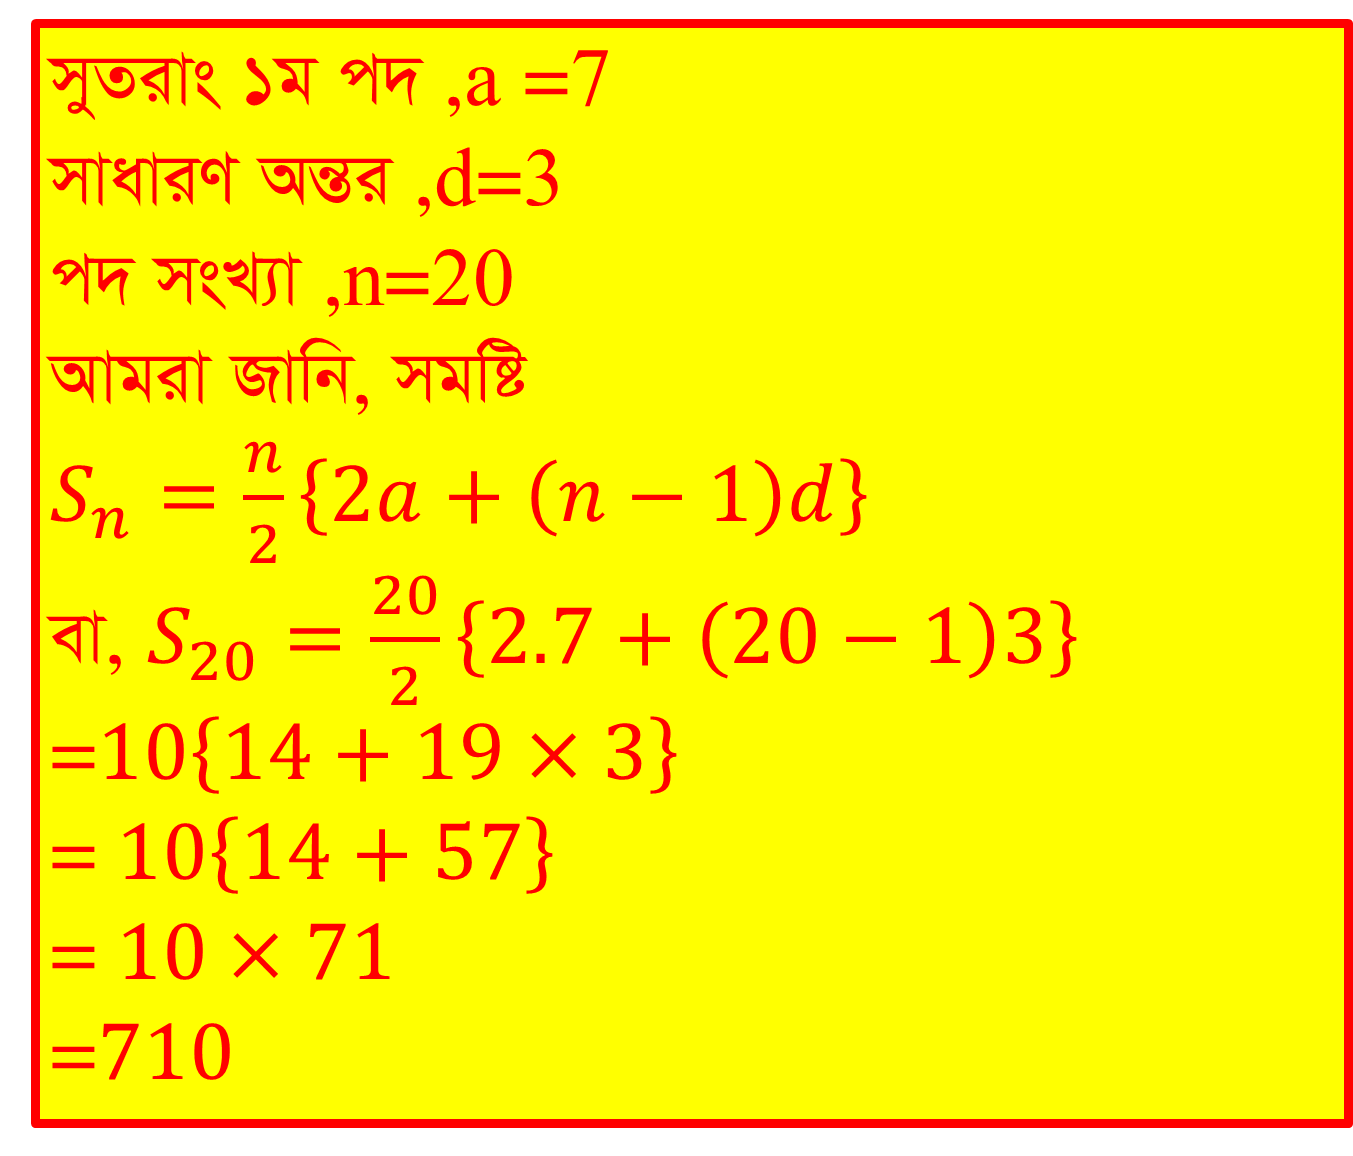 সুতরাং ১ম পদ ,a =7
সাধারণ অন্তর ,d=3
পদ সংখ্যা ,n=20
আমরা জানি, সমষ্টি
Sₙ = n/2 {2a + (n − 1)d}
বা, S₂₀ = 20/2 {2.7 + (20 − 1)3}
=10{14 + 19 × 3}
= 10{14 + 57}
= 10 × 71
=710